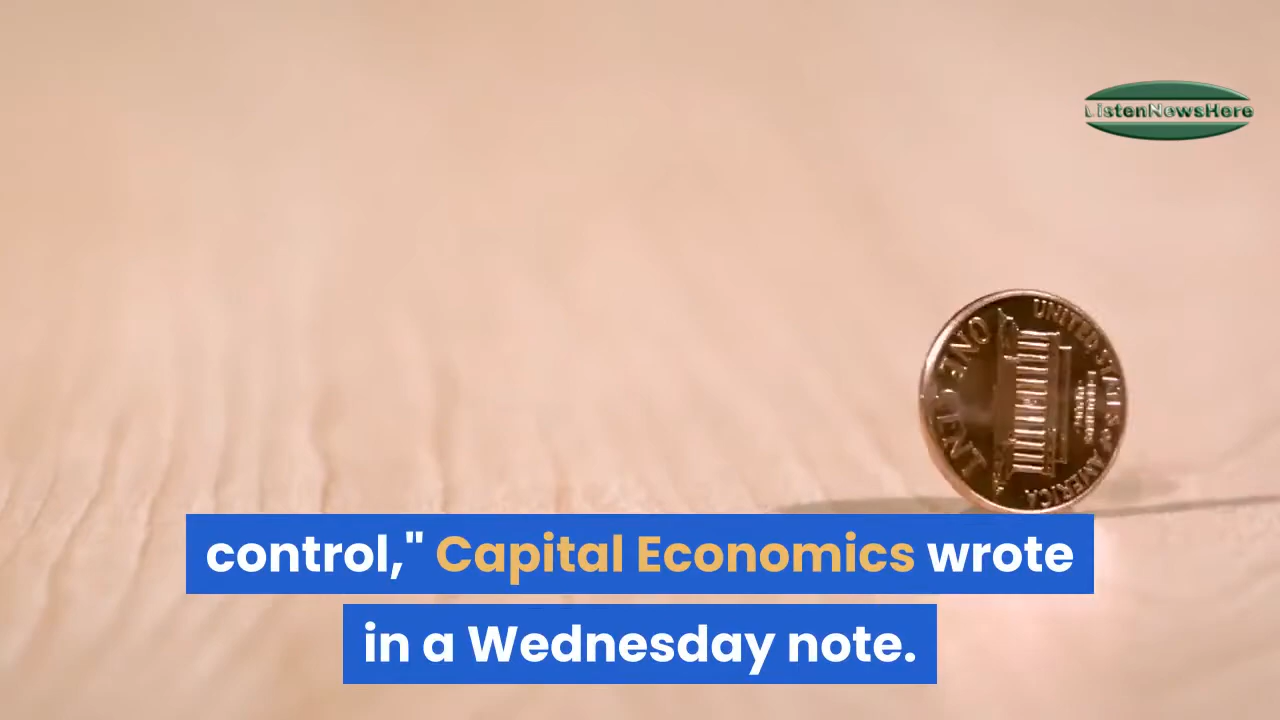 ListenNewsHere
UNITED STATES OF AMERICA
ONE CENT
control," Capital Economics wrote
in a Wednesday note.